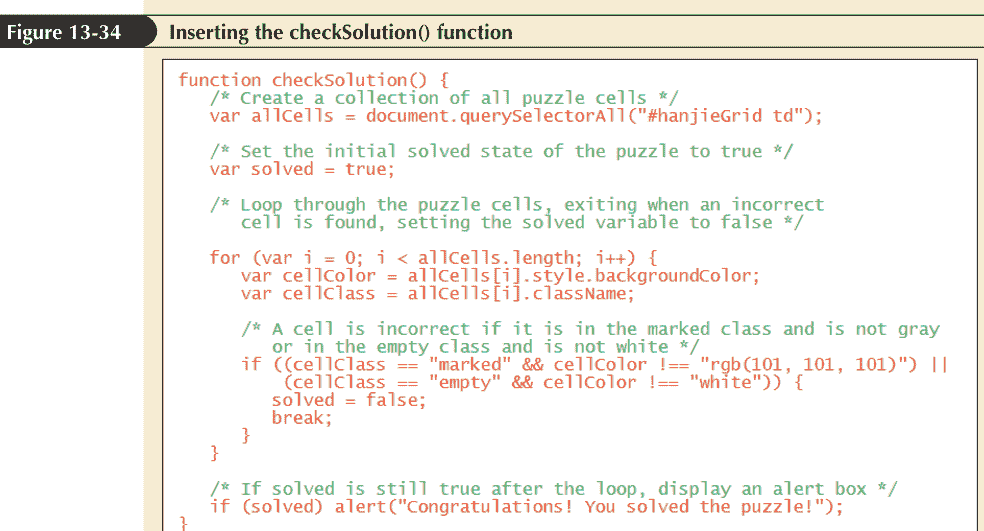 Figure 13-34 Inserting the checkSolution() function
function checkSolution() {
/* Create a collection of all puzzle cells */
var allCells = document.querySelectorAll("#hanjieGrid td");
/* Set the initial solved state of the puzzle to true */
var solved = true;
/* Loop through the puzzle cells, exiting when an incorrect
cell is found, setting the solved variable to false */
for (var i = 0; i < allCells.length; i++) {
var cellColor = allCells[i].style.backgroundColor;
var cellClass = allCells[i].className;
/* A cell is incorrect if it is in the marked class and is not gray
or in the empty class and is not white */
if ((cellClass == "marked" && cellColor !== "rgb(101, 101, 101)") ||
(cellClass == "empty" && cellColor !== "white")) {
solved = false;
break;
}
}
/* If solved is still true after the loop, display an alert box */
if (solved) alert("Congratulations! You solved the puzzle!");
}